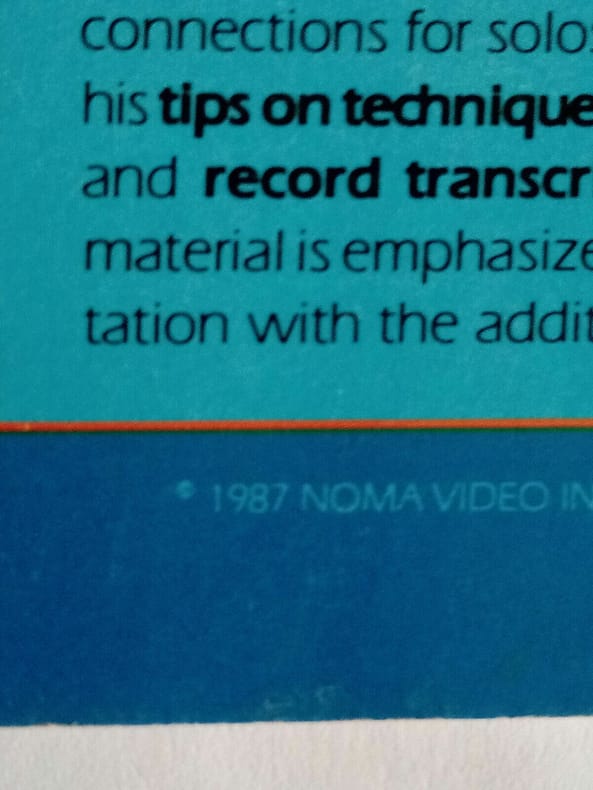 connections for solos
his tips on technique
and record transcr
material is emphasize
tation with the addit
© 1987 NOMA VIDEO IN